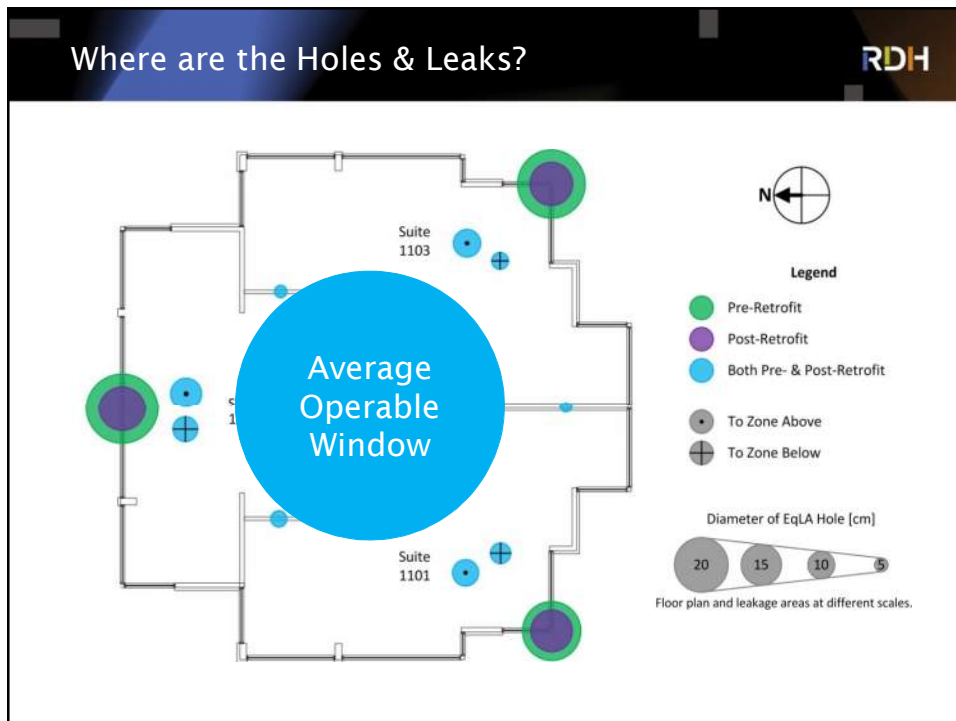 Where are the Holes & Leaks?
RDH
N
Suite
1103
Legend
Pre-Retrofit
Post-Retrofit
Both Pre- & Post-Retrofit
Average
Operable
Window
To Zone Above
To Zone Below
Diameter of EqLA Hole [cm]
20 15 10 5
Floor plan and leakage areas at different scales.
Suite
1101